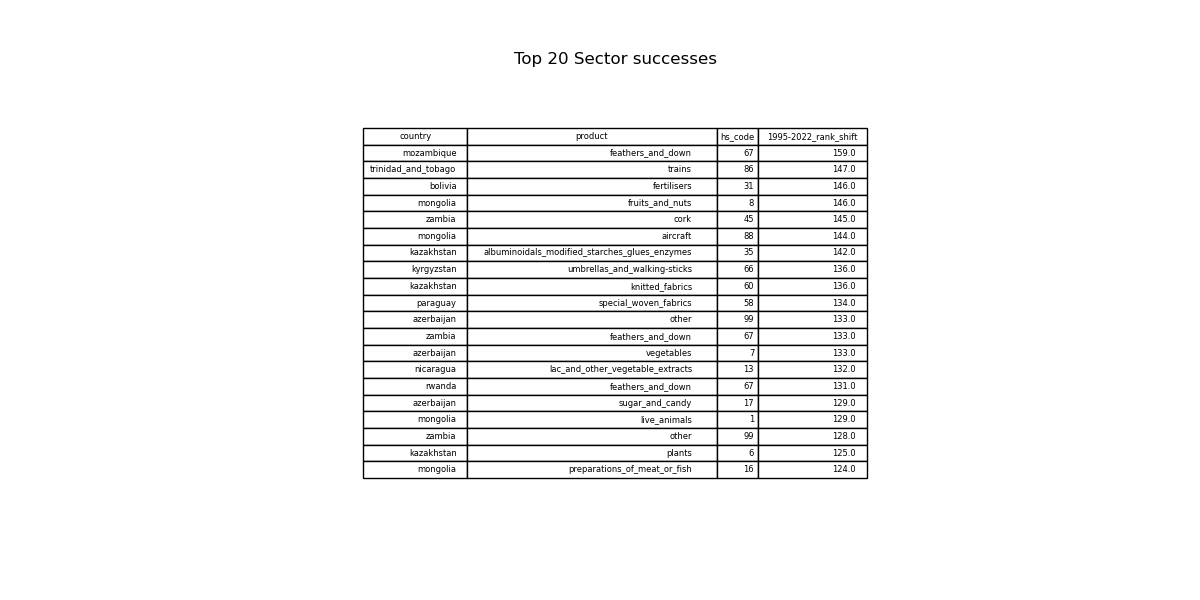 Top 20 Sector successes
country product hs_code 1995-2022_rank_shift
mozambique feathers_and_down 67 159.0
trinidad_and_tobago trains 86 147.0
bolivia fertilisers 31 146.0
mongolia fruits_and_nuts 8 146.0
zambia cork 45 145.0
mongolia aircraft 88 144.0
kazakhstan albuminoidals_modified_starches_glues_enzymes 35 142.0
kyrgyzstan umbrellas_and_walking-sticks 66 136.0
kazakhstan knitted_fabrics 60 136.0
paraguay special_woven_fabrics 58 134.0
azerbaijan other 99 133.0
zambia feathers_and_down 67 133.0
azerbaijan vegetables 7 133.0
nicaragua lac_and_other_vegetable_extracts 13 132.0
rwanda feathers_and_down 67 131.0
azerbaijan sugar_and_candy 17 129.0
mongolia live_animals 1 129.0
zambia other 99 128.0
kazakhstan plants 6 125.0
mongolia preparations_of_meat_or_fish 16 124.0